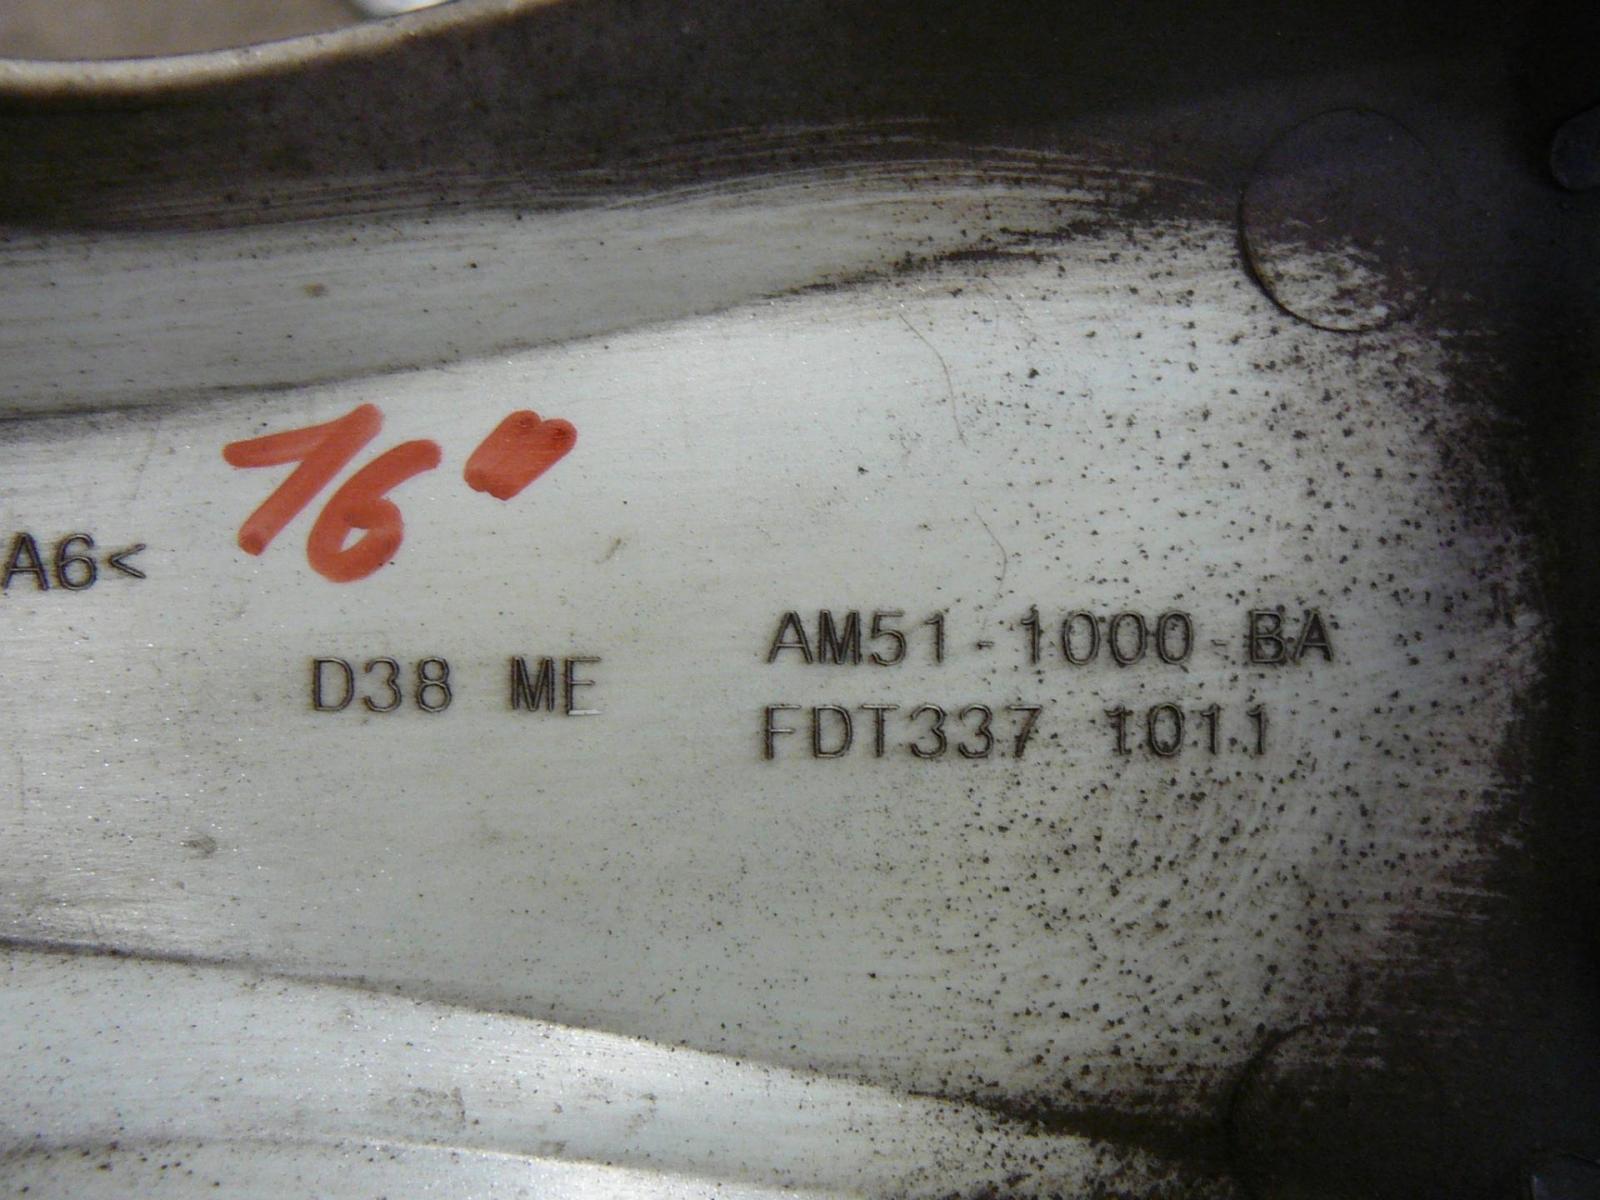 16"
A6<
D38 ME
AM51-1000-BA
FDT337 1011